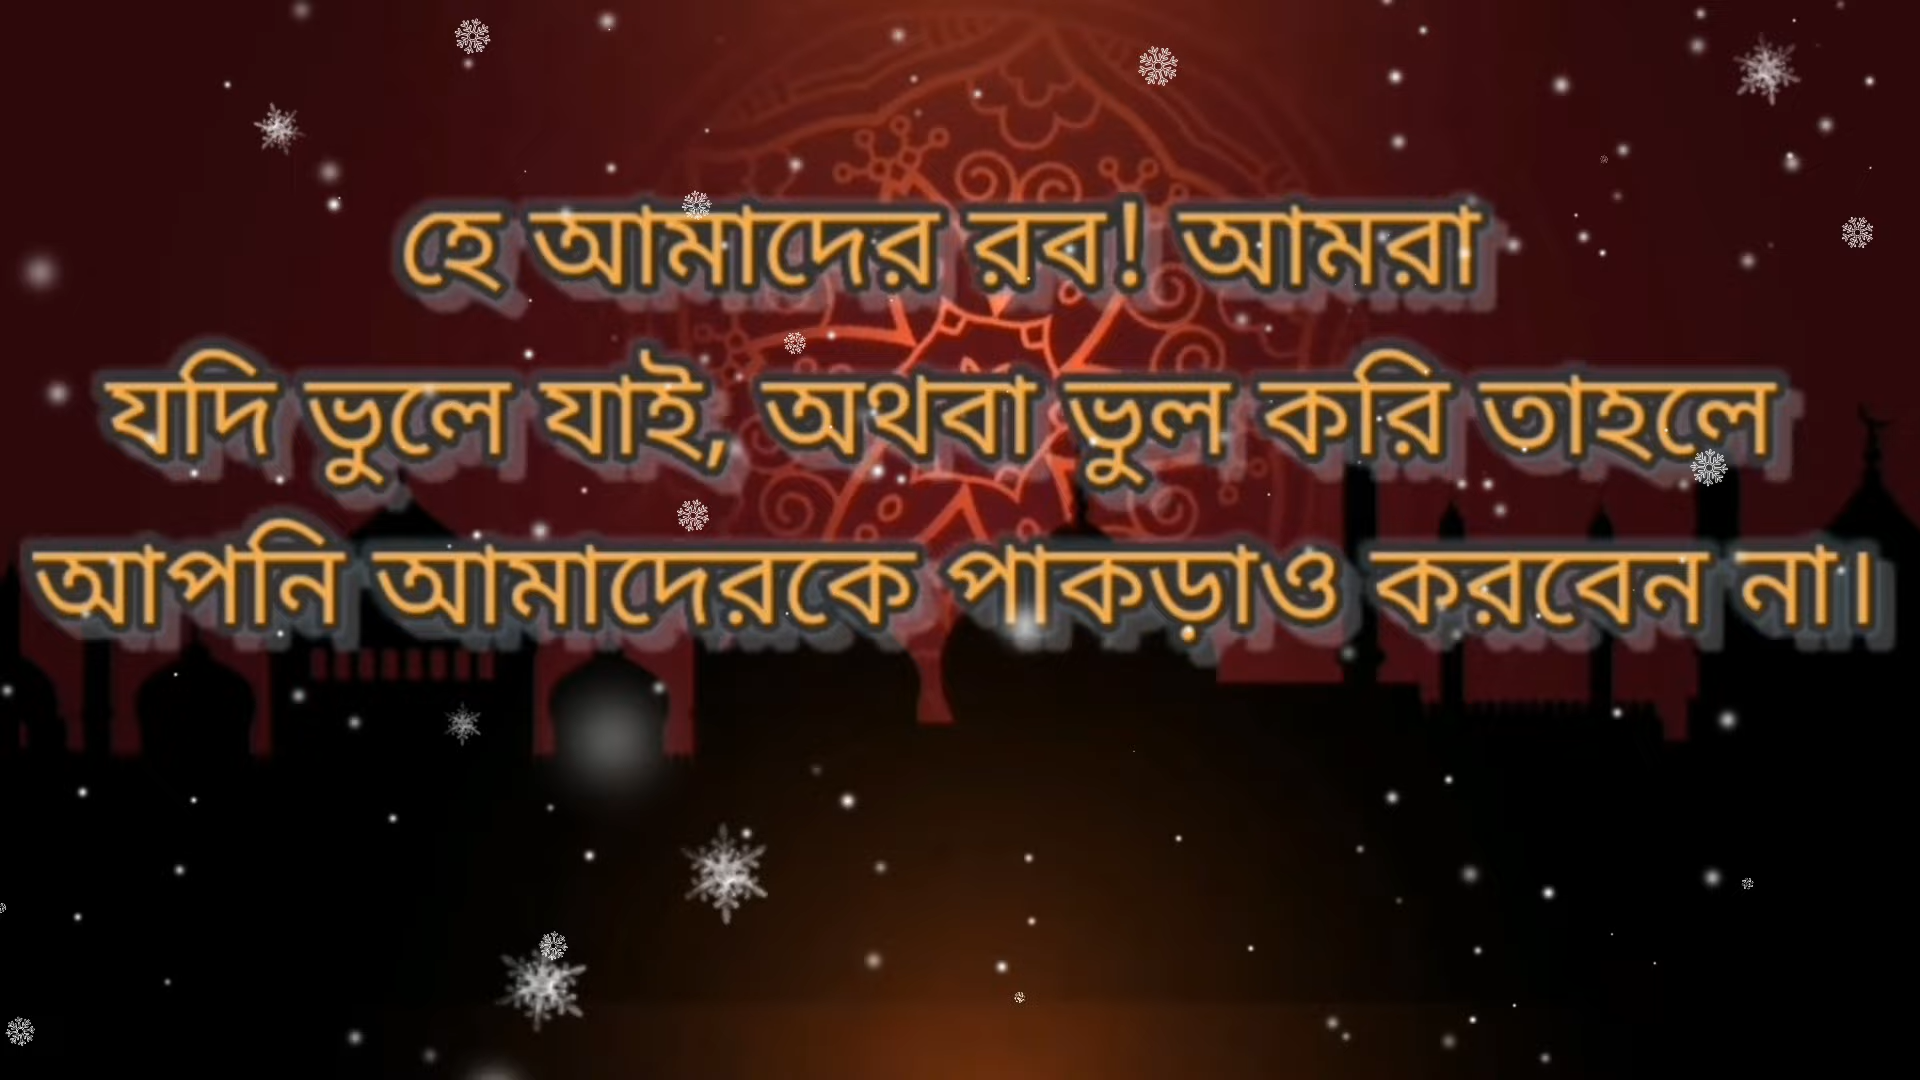 হে আমাদের রব! আমরা
যদি ভুলে যাই, অথবা ভুল করি তাহলে
আপনি আমাদেরকে পাকড়াও করবেন না।